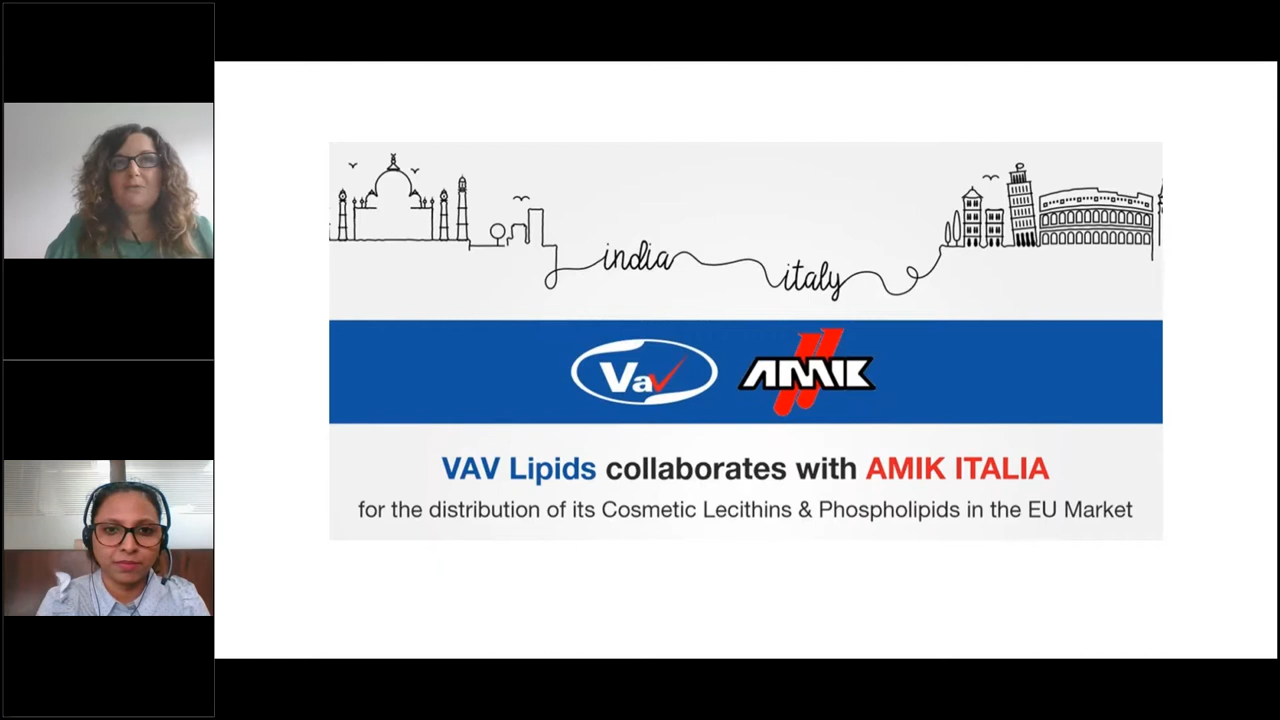 india
italy
Vav
AMIK
VAV Lipids collaborates with AMIK ITALIA
for the distribution of its Cosmetic Lecithins & Phospholipids in the EU Market